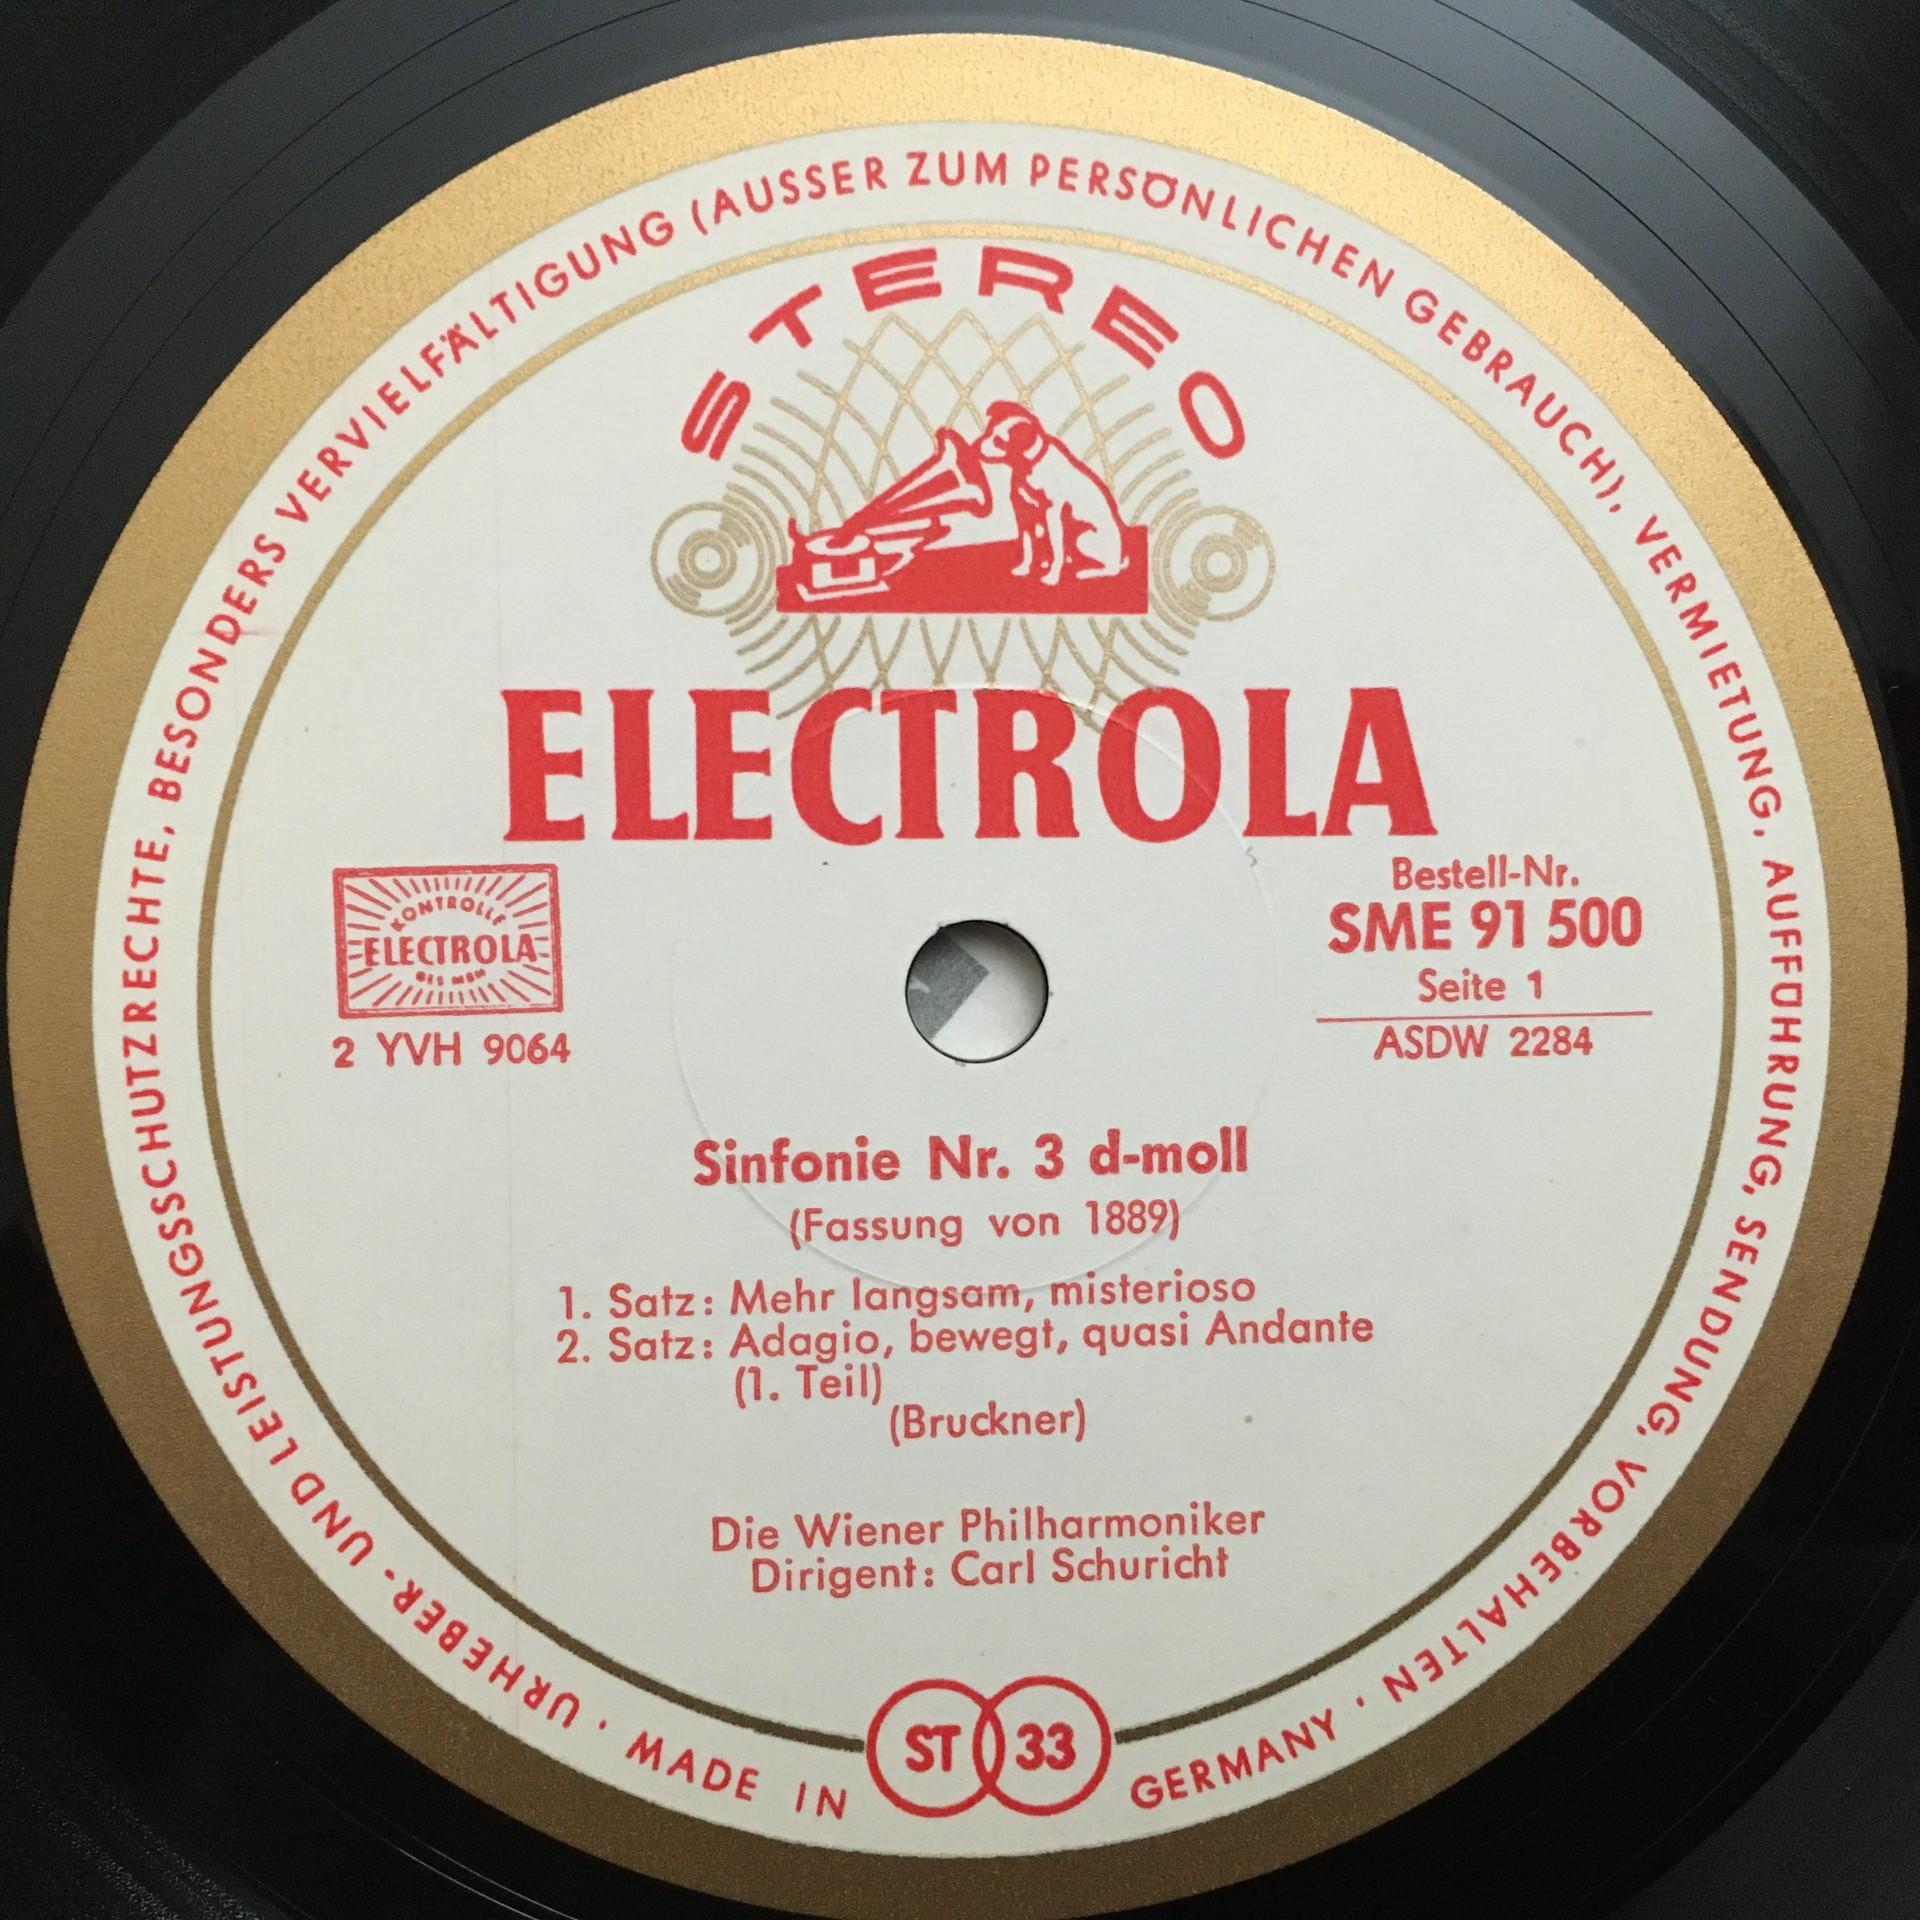 URHEBER- UND LEISTUNGSSCHUTZRECHTE, BESONDERS VERVIELFÄLTIGUNG (AUSSER ZUM PERSÖNLICHEN GEBRAUCH), VERMIETUNG, AUFFÜHRUNG, SENDUNG, VORBEHALTEN · MADE IN GERMANY ·
STEREO
ELECTROLA
KONTROLLE
ELECTROLA
GES MBH
2 YVH 9064
Bestell-Nr.
SME 91 500
Seite 1
ASDW 2284
Sinfonie Nr. 3 d-moll
(Fassung von 1889)
1. Satz: Mehr langsam, misterioso
2. Satz: Adagio, bewegt, quasi Andante
(1. Teil)
(Bruckner)
Die Wiener Philharmoniker
Dirigent: Carl Schuricht
ST 33